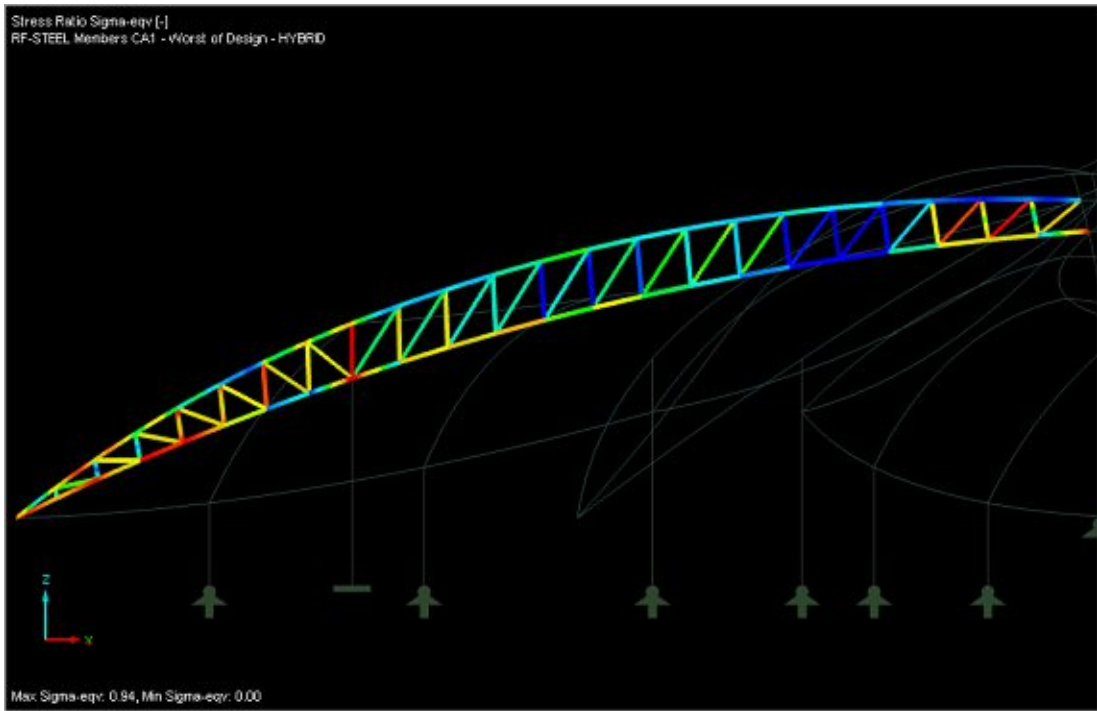 Stress Ratio Sigma-eqv [-]
RF-STEEL Members CA1 - Worst of Design - HYBRID
Z
X
Max Sigma-eqv: 0.94, Min Sigma-eqv: 0.00